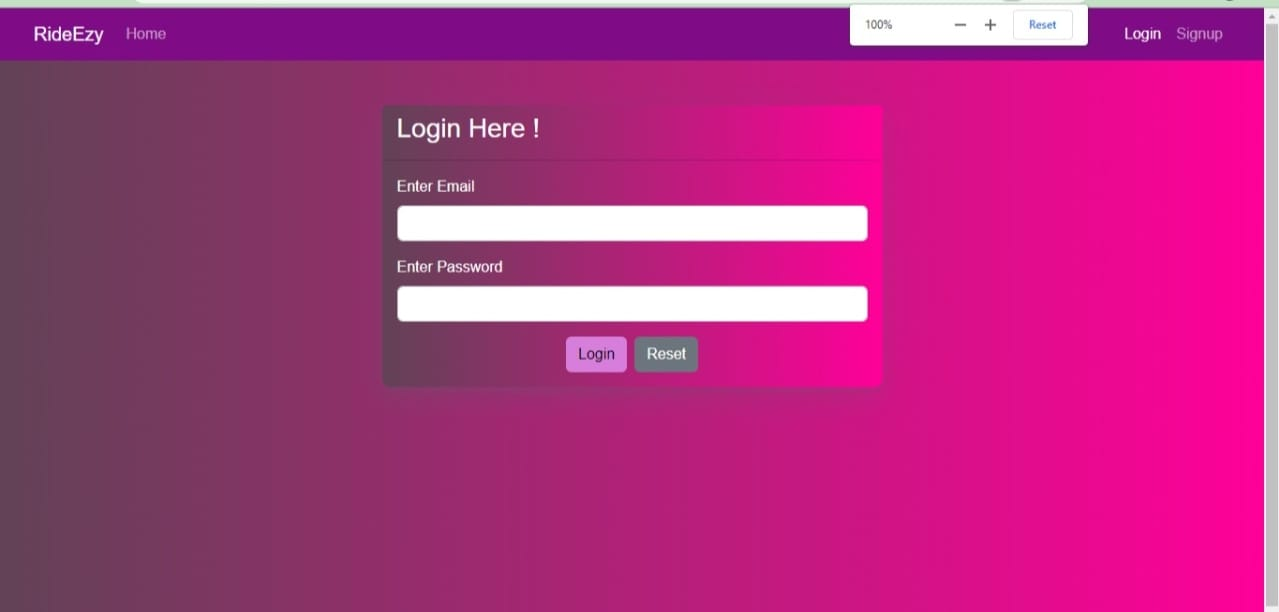 RideEzy Home 100% − + Reset Login Signup
Login Here !
Enter Email
Enter Password
Login Reset